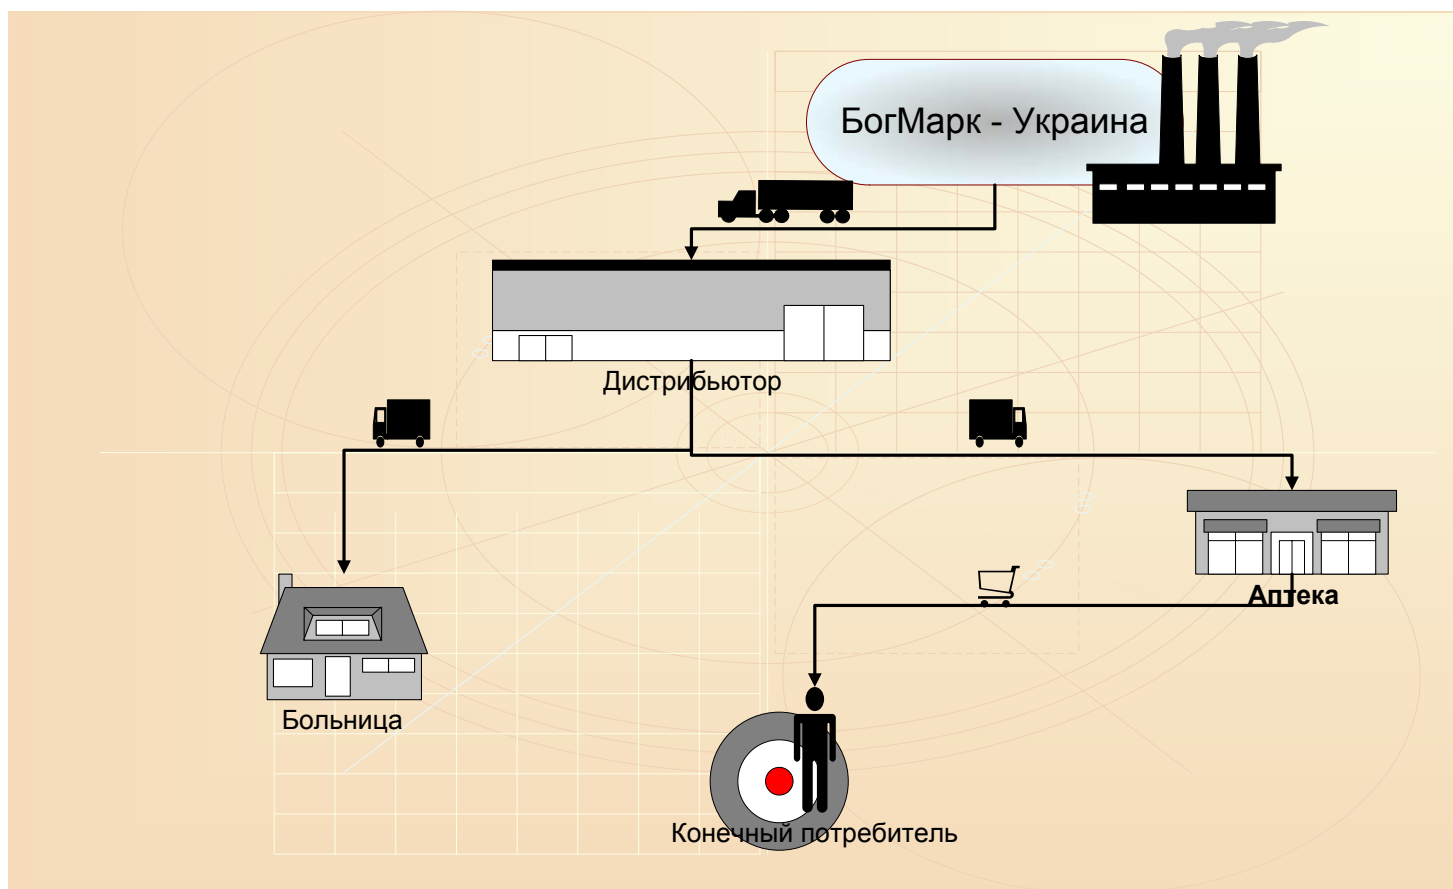 БогМарк - Украина
Дистрибьютор
Аптека
Больница
Конечный потребитель